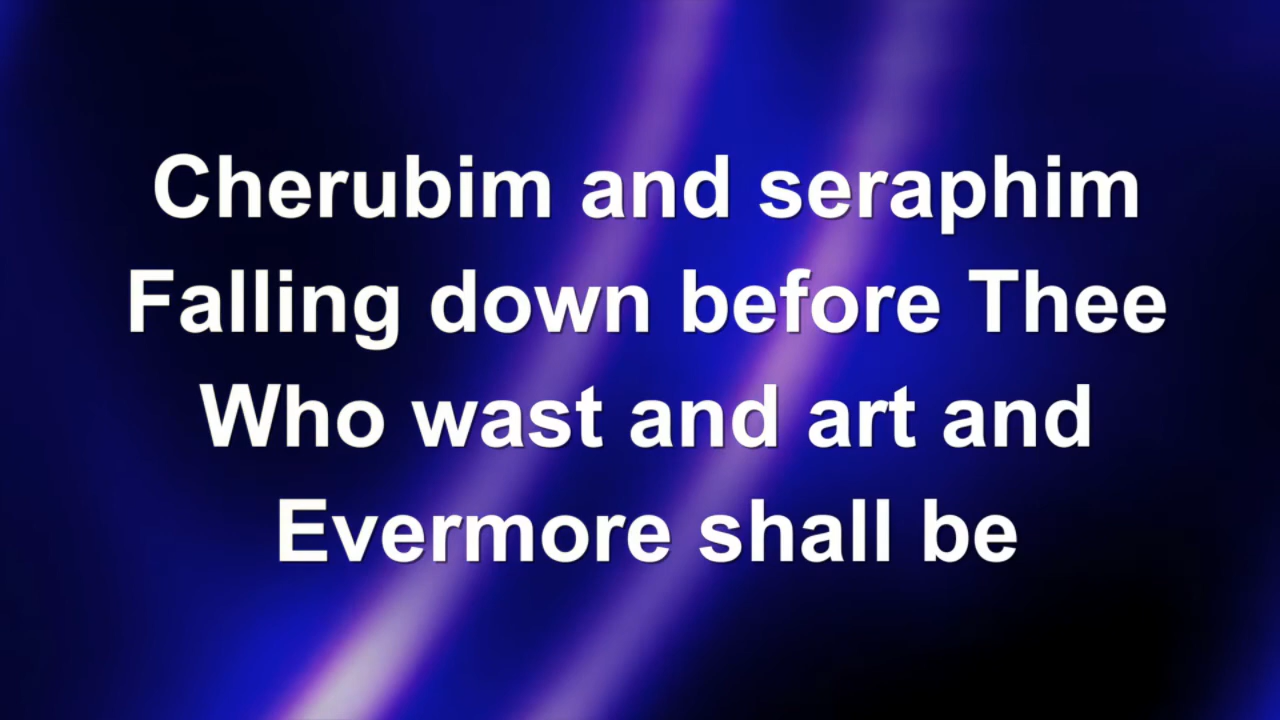 Cherubim and seraphim
Falling down before Thee
Who wast and art and
Evermore shall be